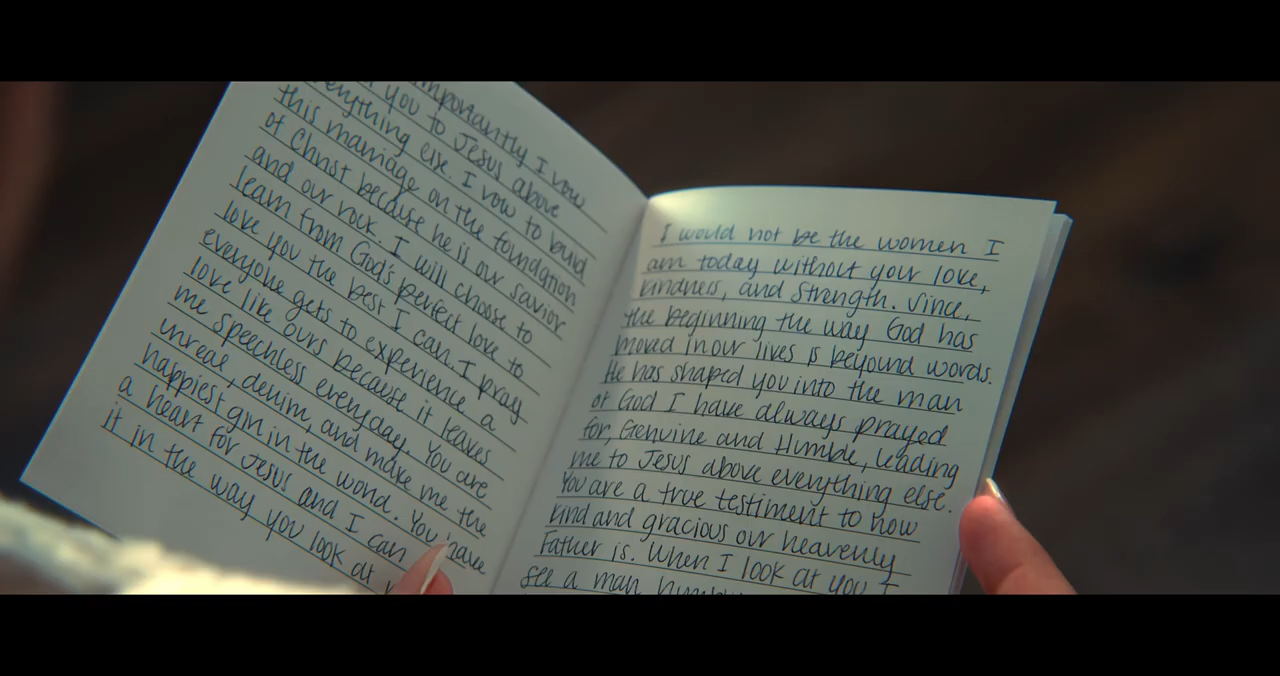 importantly I vow
you to Jesus above
everything else. I vow to build
this marriage on the foundation
of Christ because he is our savior
and our rock. I will choose to
learn from God's perfect love to
love you the best I can. I pray
everyone gets to experience a
love like ours because it leaves
me speechless everyday. You are
unreal, and make me the
happiest in the world. You have
a heart for Jesus! and I can
it in the way you look at
I would not be the women I
am today without your love,
kindness, and strength. Vince,
the beginning the way God has
moved in our lives is beyound words.
He has shaped you into the man
of God I have always prayed
for, Genuine and Humble, leading
me to Jesus above everything else.
You are a true testiment to how
kind and gracious our heavenly
Father is. When I look at you I
see a man